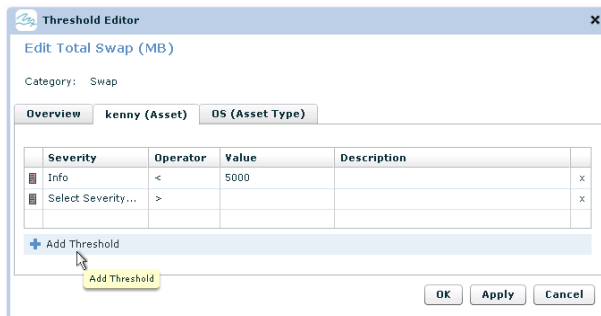 Threshold Editor x
Edit Total Swap (MB)
Category: Swap
Overview kenny (Asset) OS (Asset Type)
Severity Operator Value Description
Info < 5000 x
Select Severity... > x
+ Add Threshold
Add Threshold
OK Apply Cancel